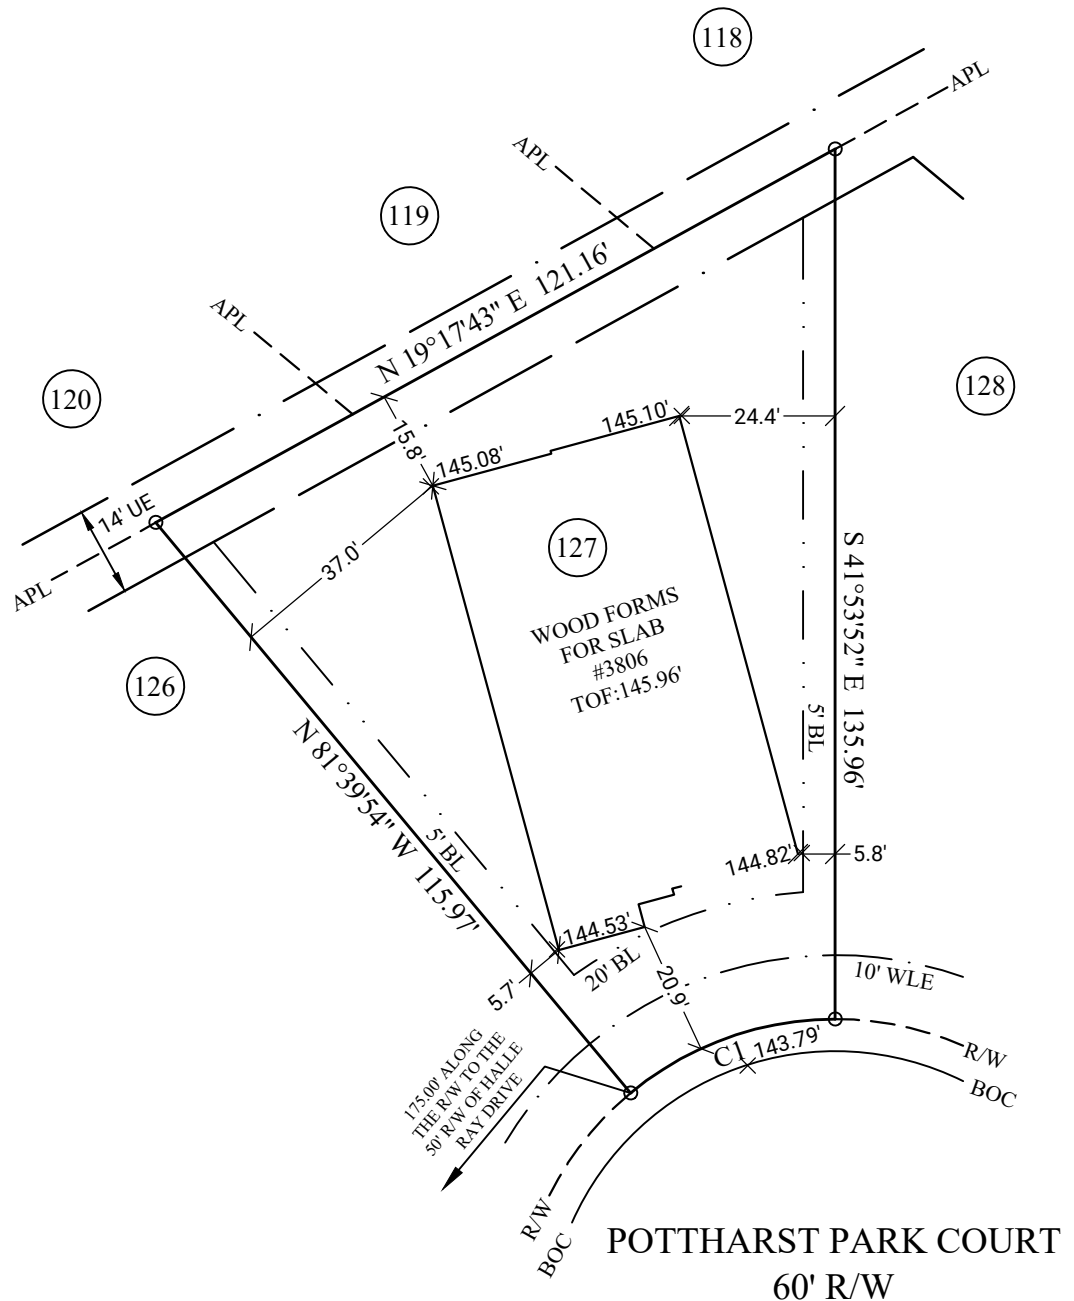 118
APL
APL
119
N 19°17'43" E 121.16'
APL
120
128
145.10'
24.4'
15.8'
145.08'
14' UE
127
37.0'
S 41°53'52" E 135.96'
APL
WOOD FORMS
FOR SLAB
#3806
TOF:145.96'
126
5' BL
N 81°39'54" W 115.97'
5' BL
144.82'
5.8'
144.53'
20' BL
10' WLE
20.9'
5.7'
C1
143.79'
R/W
BOC
175.00' ALONG
THE R/W TO THE
50' R/W OF HALLE
RAY DRIVE
R/W
BOC
POTTHARST PARK COURT
60' R/W